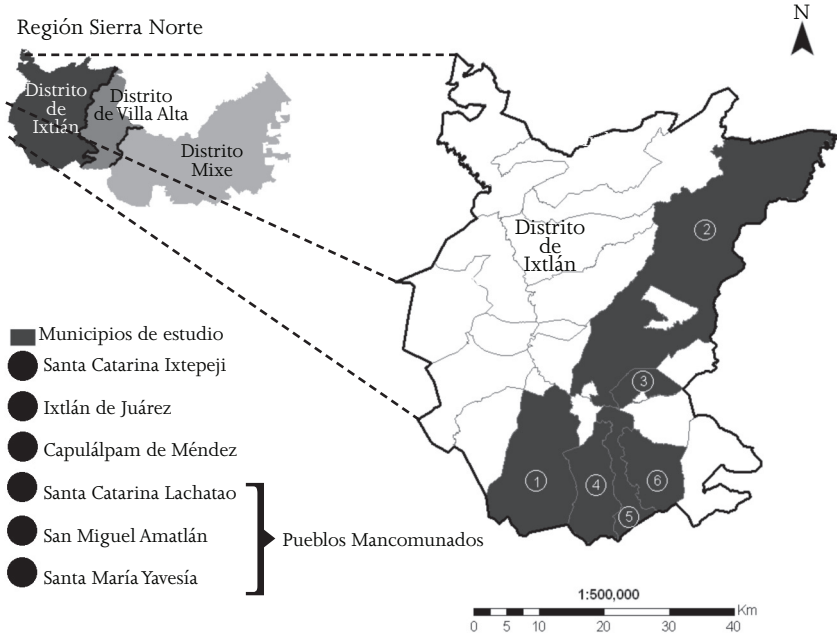 Región Sierra Norte
N
Distrito
de
Ixtlán
Distrito
de Villa Alta
Distrito
Mixe
Distrito
de
Ixtlán
2
3
1
4
6
5
Municipios de estudio
Santa Catarina Ixtepeji
Ixtlán de Juárez
Capulálpam de Méndez
Santa Catarina Lachatao
San Miguel Amatlán
Santa María Yavesía
Pueblos Mancomunados
1:500,000
Km
0 5 10 20 30 40